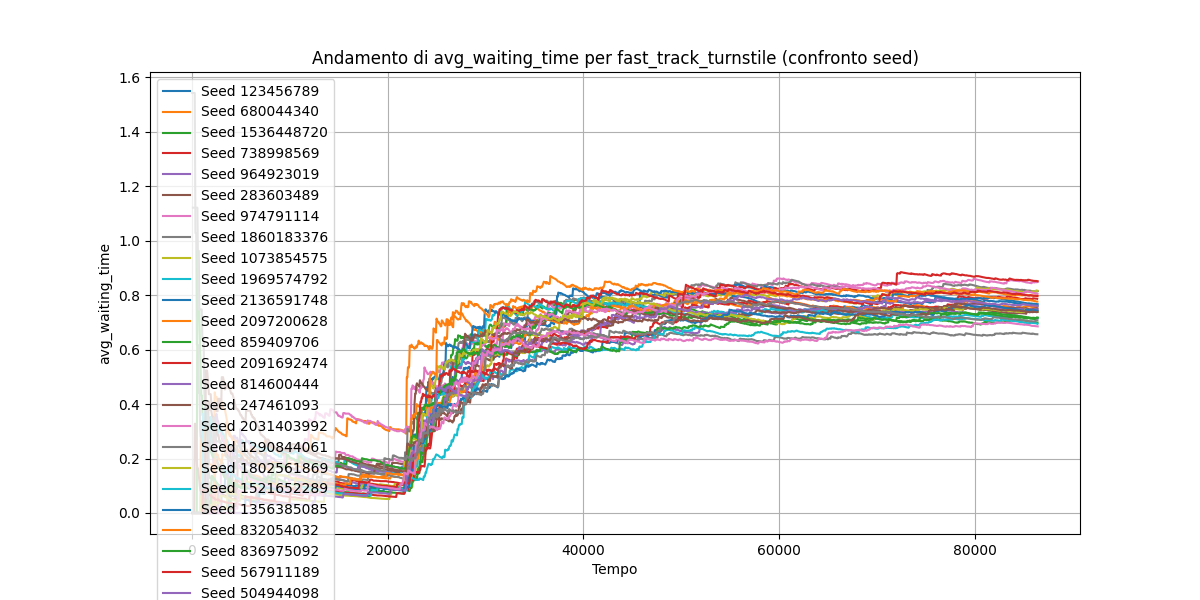 Andamento di avg_waiting_time per fast_track_turnstile (confronto seed)
1.6
1.4
1.2
1.0
0.8
0.6
0.4
0.2
0.0
avg_waiting_time
Seed 123456789
Seed 680044340
Seed 1536448720
Seed 738998569
Seed 964923019
Seed 283603489
Seed 974791114
Seed 1860183376
Seed 1073854575
Seed 1969574792
Seed 2136591748
Seed 2097200628
Seed 859409706
Seed 2091692474
Seed 814600444
Seed 247461093
Seed 2031403992
Seed 1290844061
Seed 1802561869
Seed 1521652289
Seed 1356385085
Seed 832054032
Seed 836975092
Seed 567911189
Seed 504944098
0
20000
40000
60000
80000
Tempo